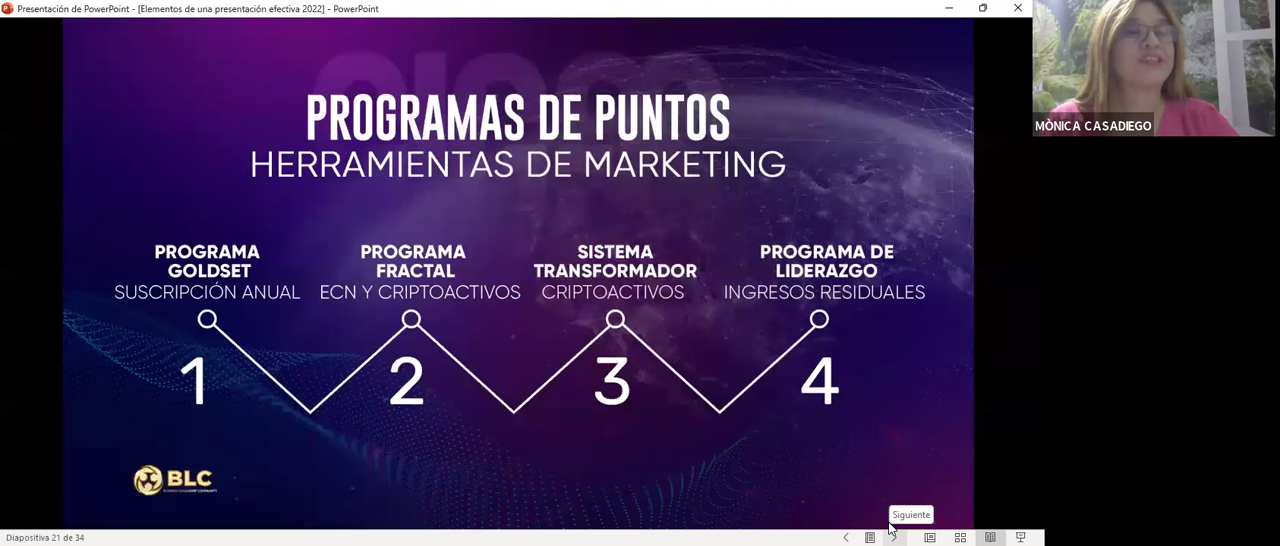 Presentación de PowerPoint - [Elementos de una presentación efectiva 2022] - PowerPoint
MÒNICA CASADIEGO
PROGRAMAS DE PUNTOS
HERRAMIENTAS DE MARKETING
PROGRAMA
GOLDSET
SUSCRIPCIÓN ANUAL
1
PROGRAMA
FRACTAL
ECN Y CRIPTOACTIVOS
2
SISTEMA
TRANSFORMADOR
CRIPTOACTIVOS
3
PROGRAMA DE
LIDERAZGO
INGRESOS RESIDUALES
4
BLC
Siguiente
Diapositiva 21 de 34